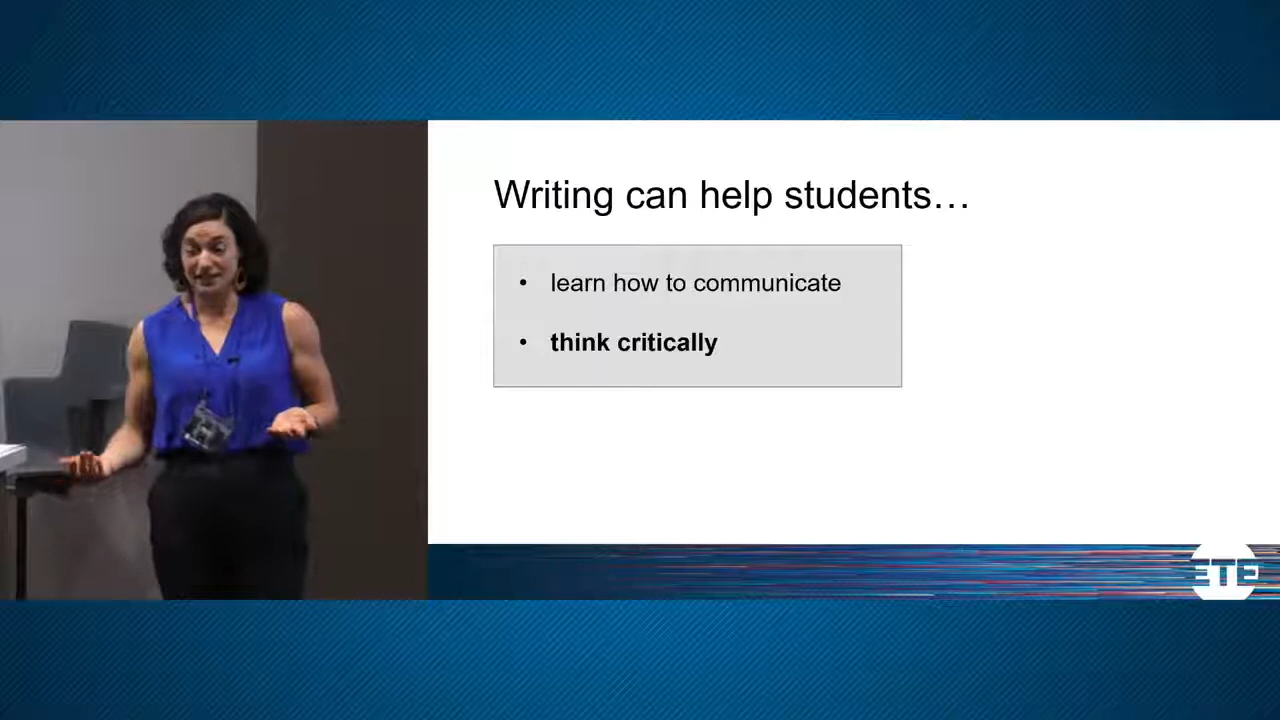 Writing can help students…
• learn how to communicate
• think critically